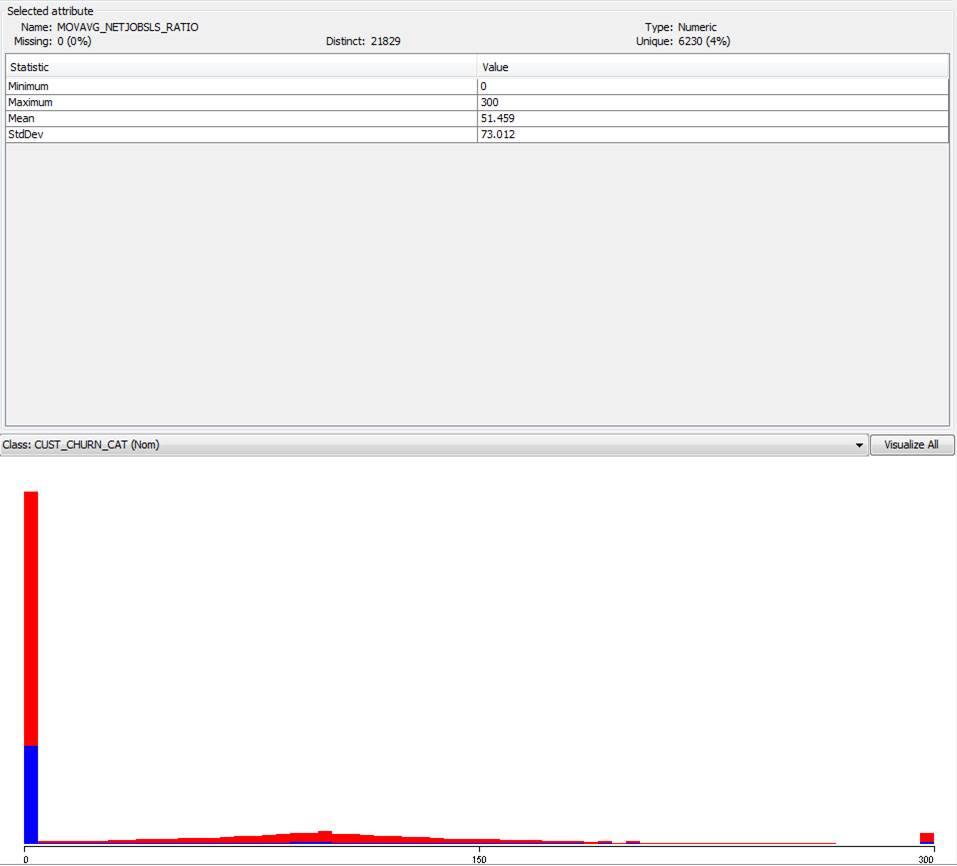 Selected attribute
Name: MOVAVG_NETJOBSLS_RATIO Type: Numeric
Missing: 0 (0%) Distinct: 21829 Unique: 6230 (4%)
Statistic Value
Minimum 0
Maximum 300
Mean 51.459
StdDev 73.012
Class: CUST_CHURN_CAT (Nom) Visualize All
0 150 300